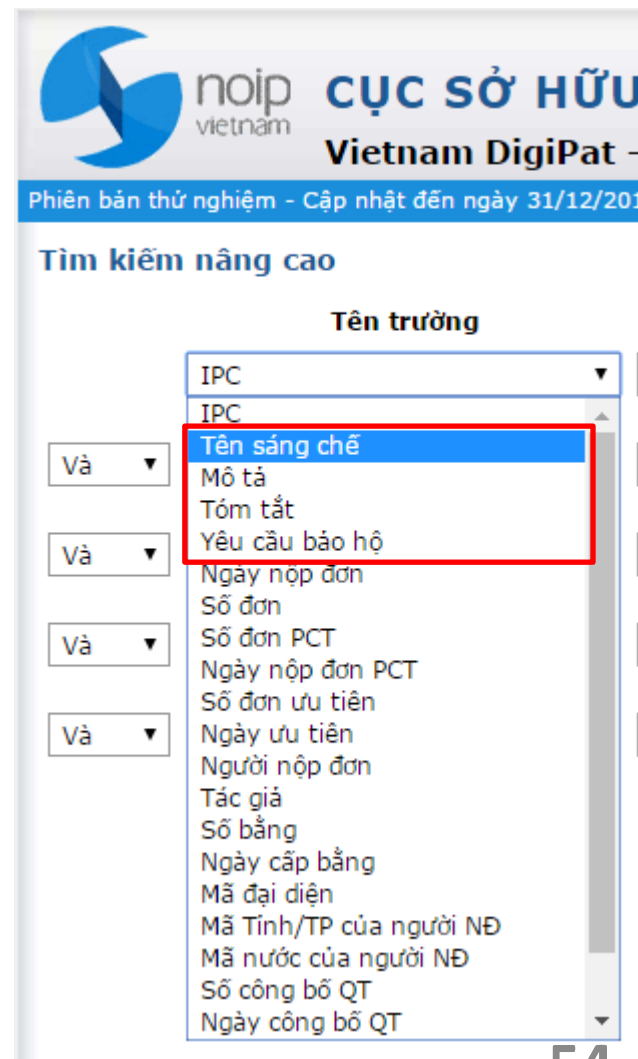 noip
vietnam
CỤC SỞ HỮU
Vietnam DigiPat -
Phiên bản thử nghiệm - Cập nhật đến ngày 31/12/201
Tìm kiếm nâng cao
Tên trường
IPC
IPC
Tên sáng chế
Và
Mô tả
Tóm tắt
Yêu cầu bảo hộ
Và
Ngày nộp đơn
Số đơn
Số đơn PCT
Và
Ngày nộp đơn PCT
Số đơn ưu tiên
Ngày ưu tiên
Và
Người nộp đơn
Tác giả
Số bằng
Ngày cấp bằng
Mã đại diện
Mã Tỉnh/TP của người NĐ
Mã nước của người NĐ
Số công bố QT
Ngày công bố QT
54